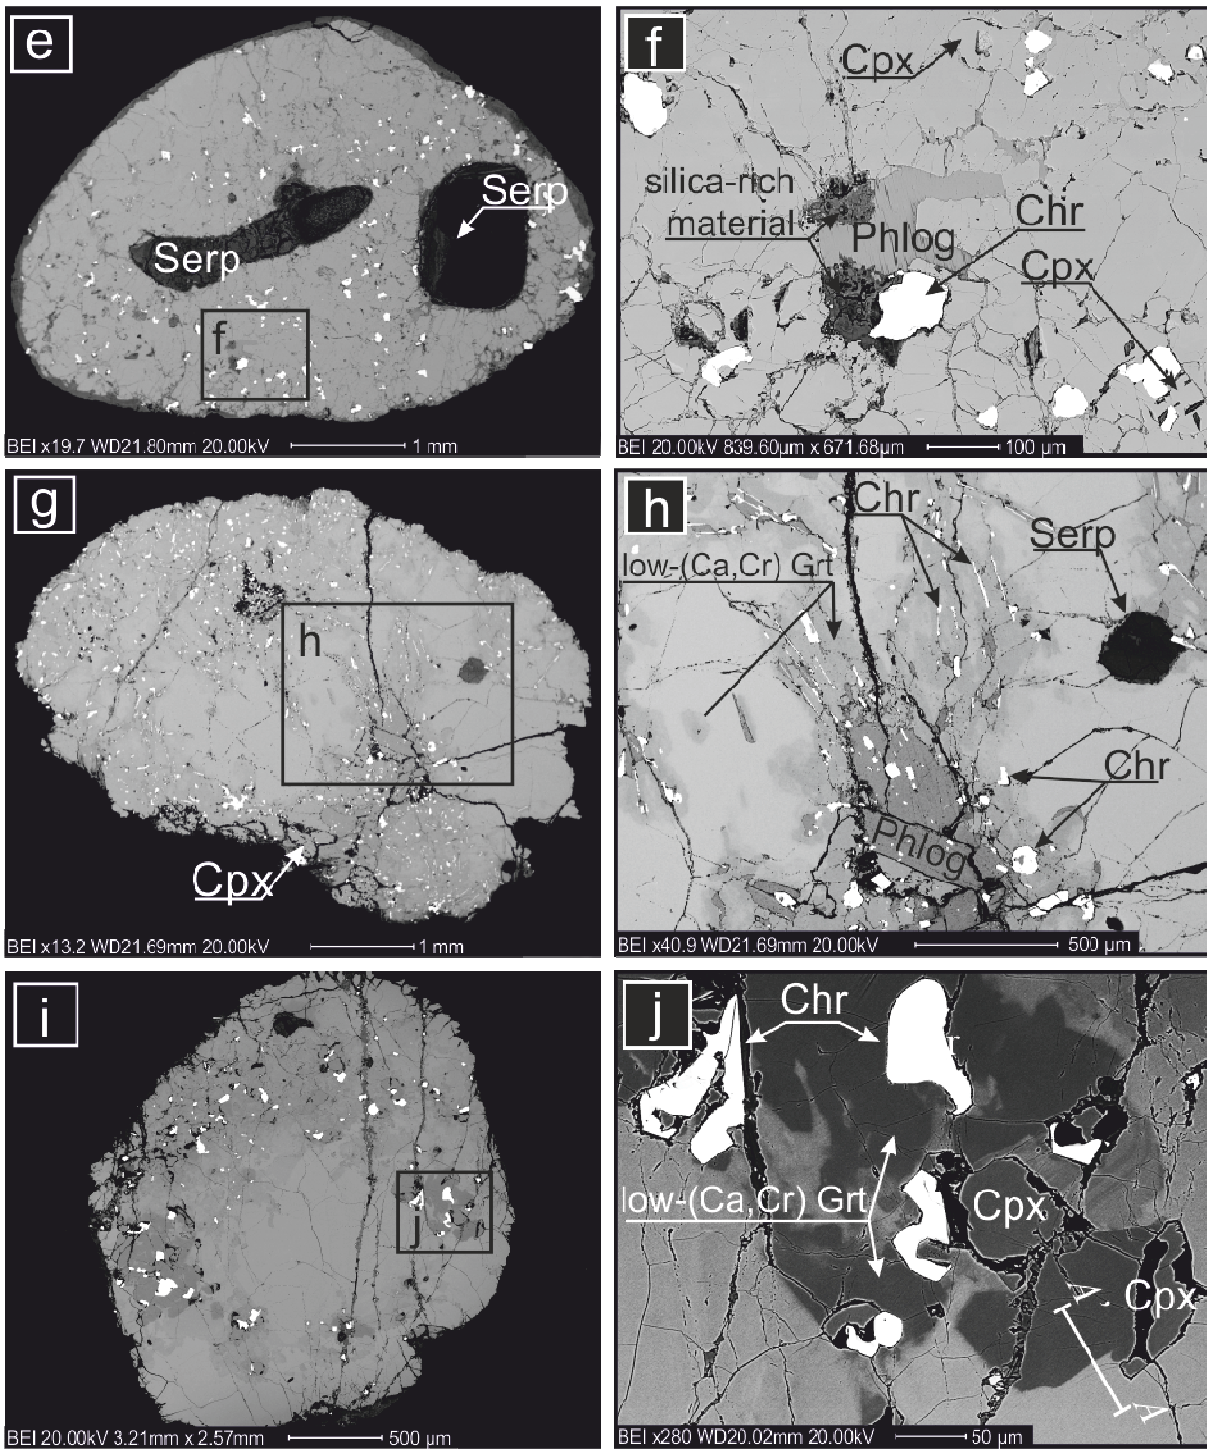 e
Serp
Serp
f
BEI x19.7 WD21.80mm 20.00kV 1 mm
f
Cpx
silica-rich
material
Phlog
Chr
Cpx
BEI 20.00kV 839.60µm x 671.68µm 100 µm
g
h
Cpx
BEI x13.2 WD21.69mm 20.00kV 1 mm
h
Chr
Serp
low-(Ca,Cr) Grt
Chr
Phlog
BEI x40.9 WD21.69mm 20.00kV 500 µm
i
j
BEI 20.00kV 3.21mm x 2.57mm 500 µm
j
Chr
low-(Ca,Cr) Grt
Cpx
Cpx
A'
A
BEI x280 WD20.02mm 20.00kV 50 µm